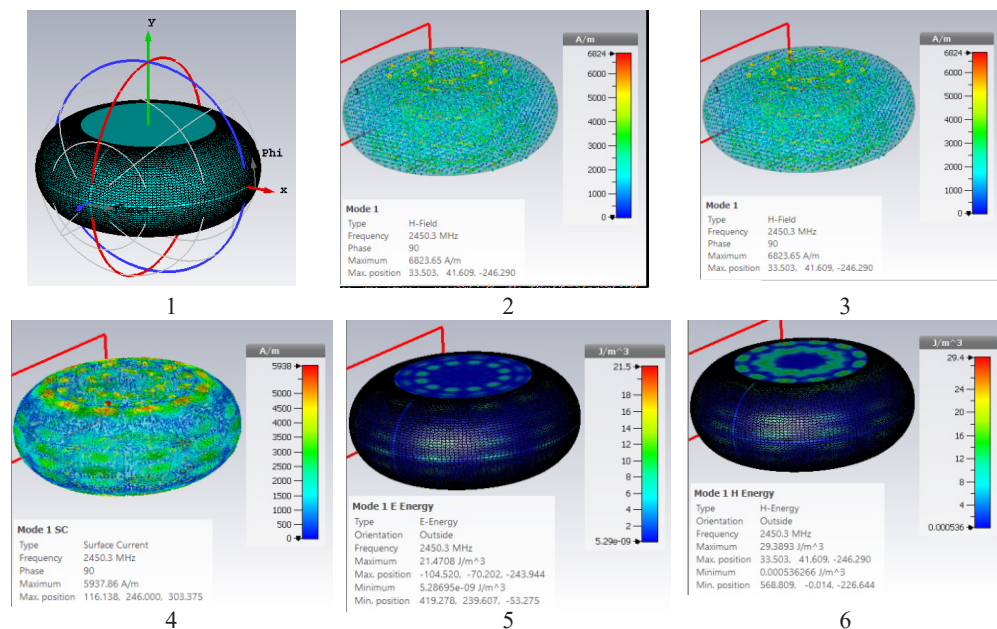 y
Phi
x
1
A/m
6824
6000
5000
4000
3000
2000
1000
0
3
Mode 1
Type H-Field
Frequency 2450.3 MHz
Phase 90
Maximum 6823.65 A/m
Max. position 33.503, 41.609, -246.290
2
A/m
6824
6000
5000
4000
3000
2000
1000
0
3
Mode 1
Type H-Field
Frequency 2450.3 MHz
Phase 90
Maximum 6823.65 A/m
Max. position 33.503, 41.609, -246.290
3
A/m
5938
5000
4500
4000
3500
3000
2500
2000
1500
1000
500
0
Mode 1 SC
Type Surface Current
Frequency 2450.3 MHz
Phase 90
Maximum 5937.86 A/m
Max. position 116.138, 246.000, 303.375
4
J/m^3
21.5
18
16
14
12
10
8
6
4
2
5.29e-09
Mode 1 E Energy
Type E-Energy
Orientation Outside
Frequency 2450.3 MHz
Maximum 21.4708 J/m^3
Max. position -104.520, -70.202, -243.944
Minimum 5.28695e-09 J/m^3
Min. position 419.278, 239.607, -53.275
5
J/m^3
29.4
24
20
16
12
8
4
0.000536
Mode 1 H Energy
Type H-Energy
Orientation Outside
Frequency 2450.3 MHz
Maximum 29.3893 J/m^3
Max. position 33.503, 41.609, -246.290
Minimum 0.000536266 J/m^3
Min. position 568.809, -0.014, -226.644
6